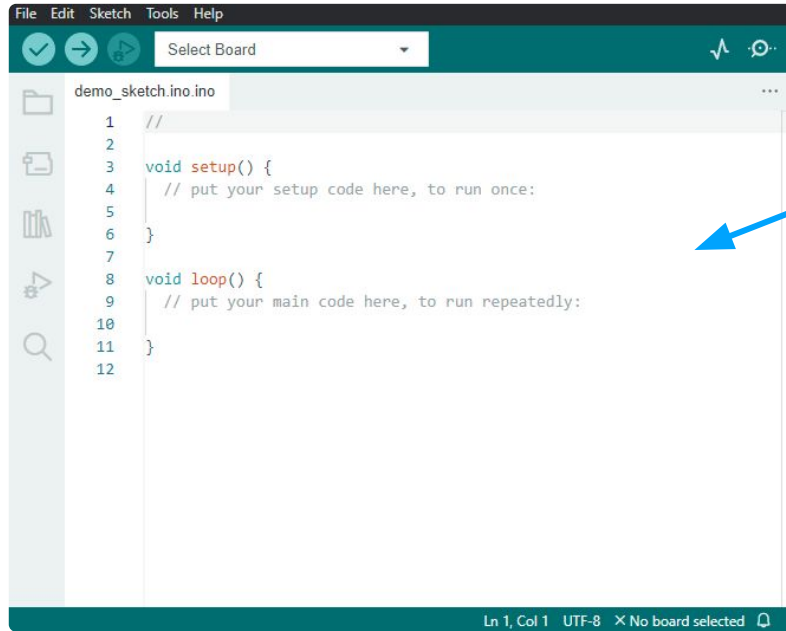 File Edit Sketch Tools Help
Select Board
demo_sketch.ino.ino
1 //
2
3 void setup() {
4 // put your setup code here, to run once:
5
6 }
7
8 void loop() {
9 // put your main code here, to run repeatedly:
10
11 }
12
Ln 1, Col 1 UTF-8 × No board selected